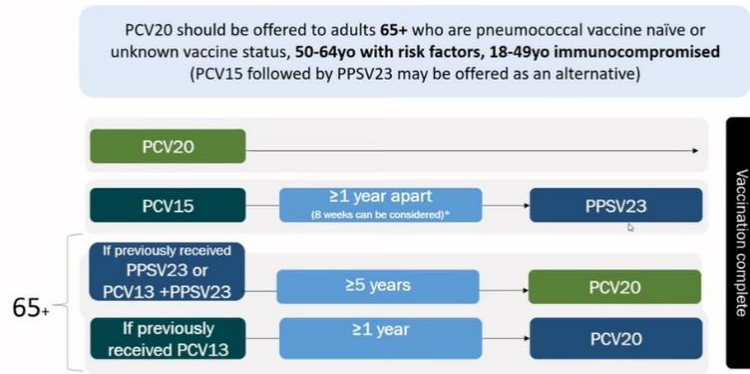 PCV20 should be offered to adults 65+ who are pneumococcal vaccine naïve or
unknown vaccine status, 50-64yo with risk factors, 18-49yo immunocompromised
(PCV15 followed by PPSV23 may be offered as an alternative)
PCV20
PCV15
≥1 year apart
(8 weeks can be considered)*
PPSV23
65+
If previously received
PPSV23 or
PCV13 +PPSV23
≥5 years
PCV20
If previously
received PCV13
≥1 year
PCV20
Vaccination complete